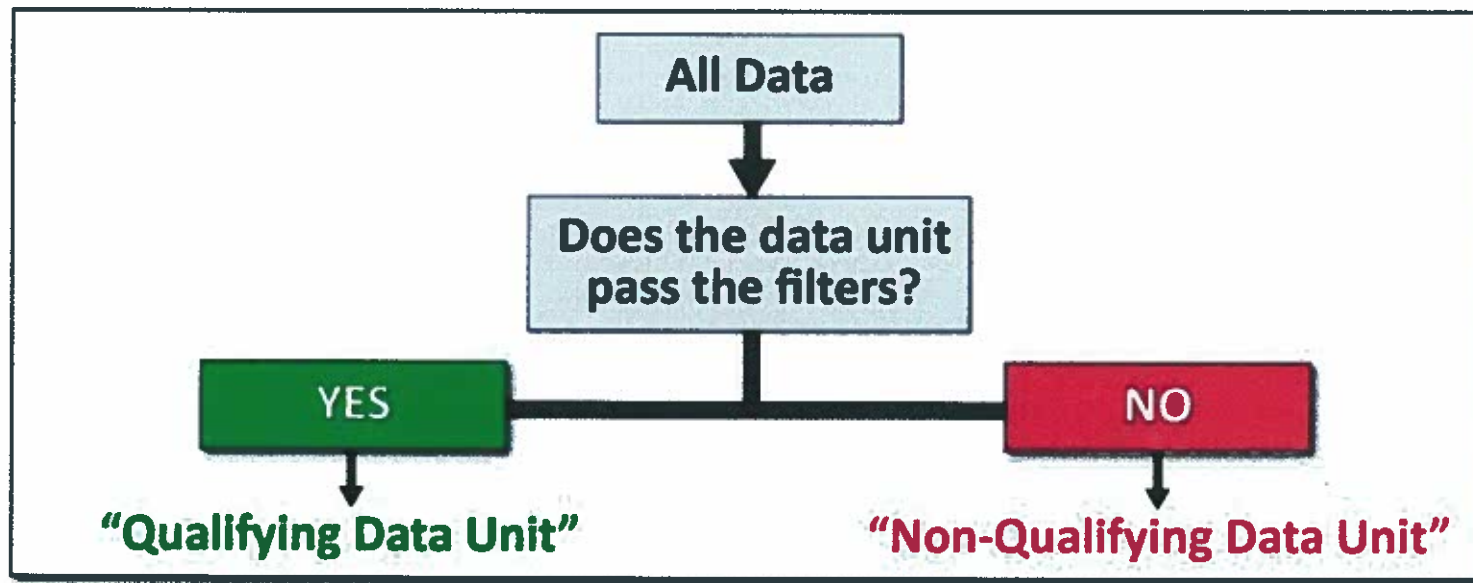 All Data
Does the data unit
pass the filters?
YES
NO
“Qualifying Data Unit”
“Non-Qualifying Data Unit”